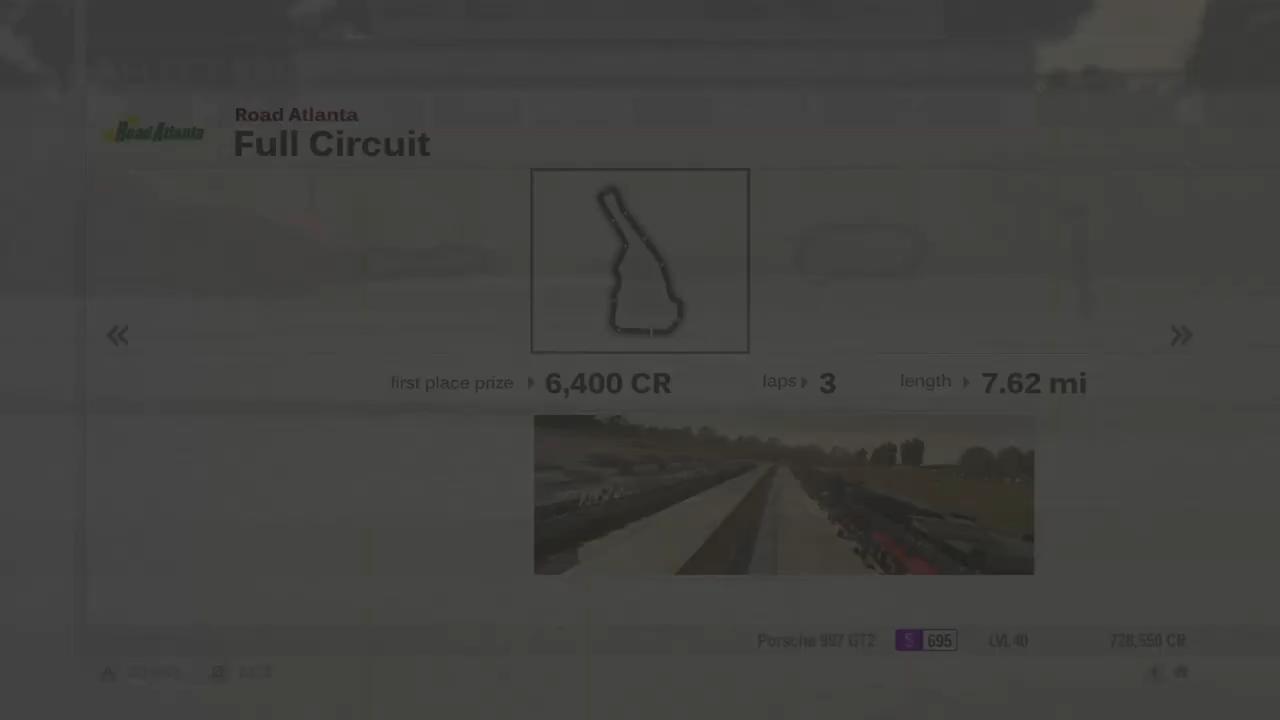 Road Atlanta
Road Atlanta
Full Circuit
first place prize 6,400 CR laps 3 length 7.62 mi
Porsche 997 GT2 S 695 LVL 40 728,550 CR